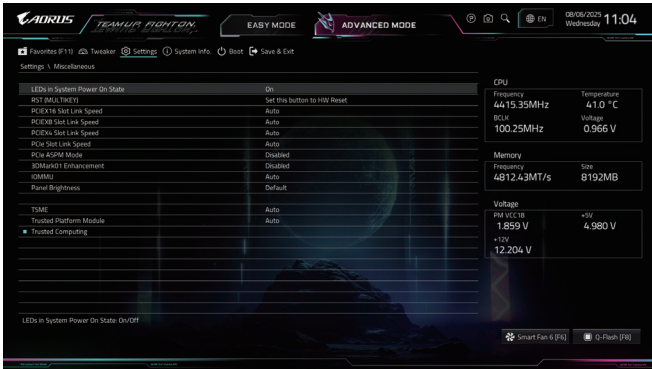 AORUS
TEAM UP. FIGHT ON.
EASY MODE
ADVANCED MODE
EN
08/06/2025
Wednesday
11:04
Favorites (F11) Tweaker Settings System Info. Boot Save & Exit
Settings \ Miscellaneous
LEDs in System Power On State On
RST (MULTIKEY) Set this button to HW Reset
PCIEX16 Slot Link Speed Auto
PCIEX8 Slot Link Speed Auto
PCIEX4 Slot Link Speed Auto
PCIe Slot Link Speed Auto
PCIe ASPM Mode Disabled
3DMark01 Enhancement Disabled
IOMMU Auto
Panel Brightness Default
TSME Auto
Trusted Platform Module Auto
Trusted Computing
LEDs in System Power On State: On/Off
CPU
Frequency Temperature
4415.35MHz 41.0 °C
BCLK Voltage
100.25MHz 0.966 V
Memory
Frequency Size
4812.43MT/s 8192MB
Voltage
PM VCC18 +5V
1.859 V 4.980 V
+12V
12.204 V
Smart Fan 6 [F6]
Q-Flash [F8]